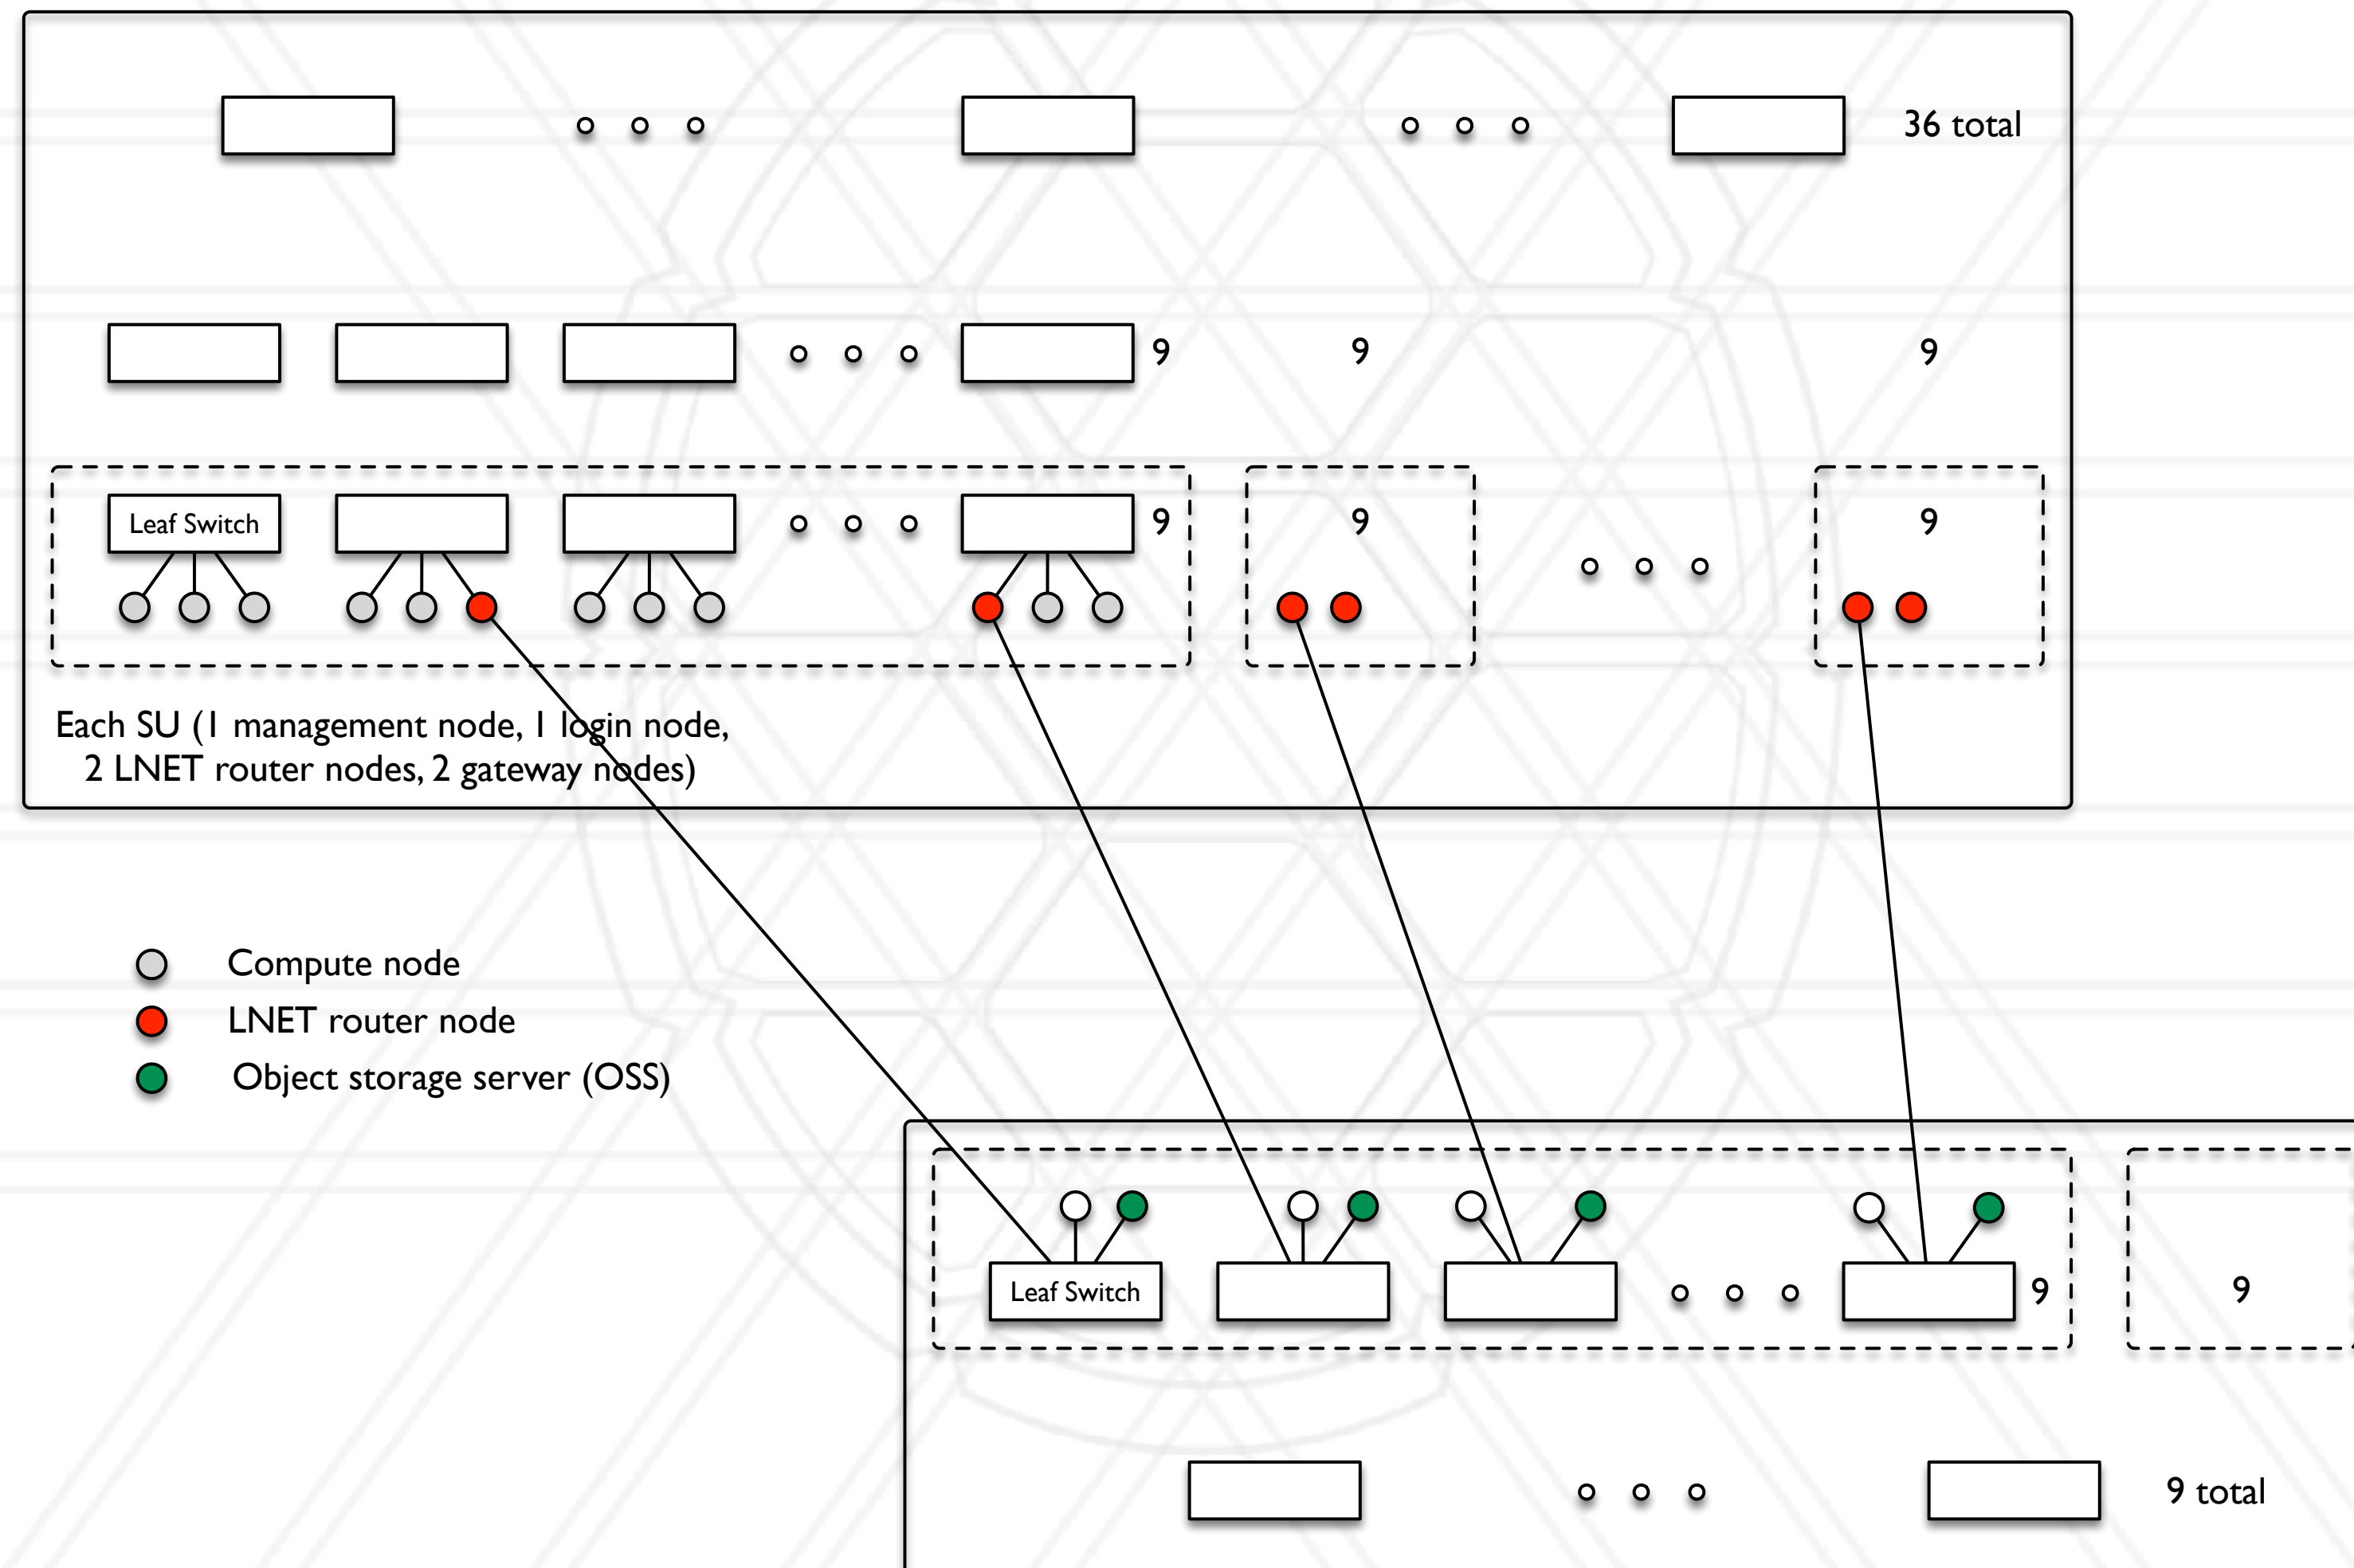 36 total
9 9 9
Leaf Switch 9 9 9
Each SU (1 management node, 1 login node,
2 LNET router nodes, 2 gateway nodes)
Compute node
LNET router node
Object storage server (OSS)
Leaf Switch 9 9
9 total